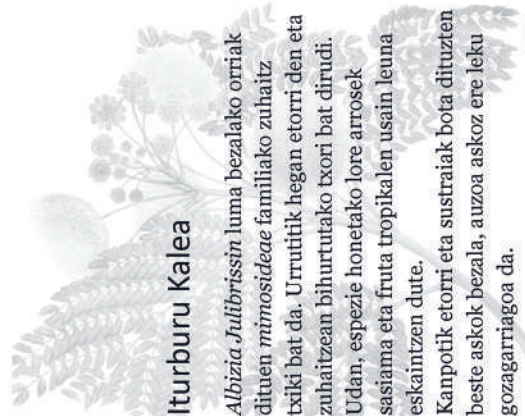 Iturburu Kalea
Albizia Julibrissin luma bezalako orriak
dituen mimosideae familiako zuhaitz
txiki bat da. Urrutitik hegan etorri den eta
zuhaitzean bihurtutako txori bat dirudi.
Udan, espezie honetako lore arrosek
sasiama eta fruta tropikalen usain leuna
eskaintzen dute.
Kanpotik etorri eta sustraiak bota dituzten
beste askok bezala, auzoa askoz ere leku
gozagarriagoa da.